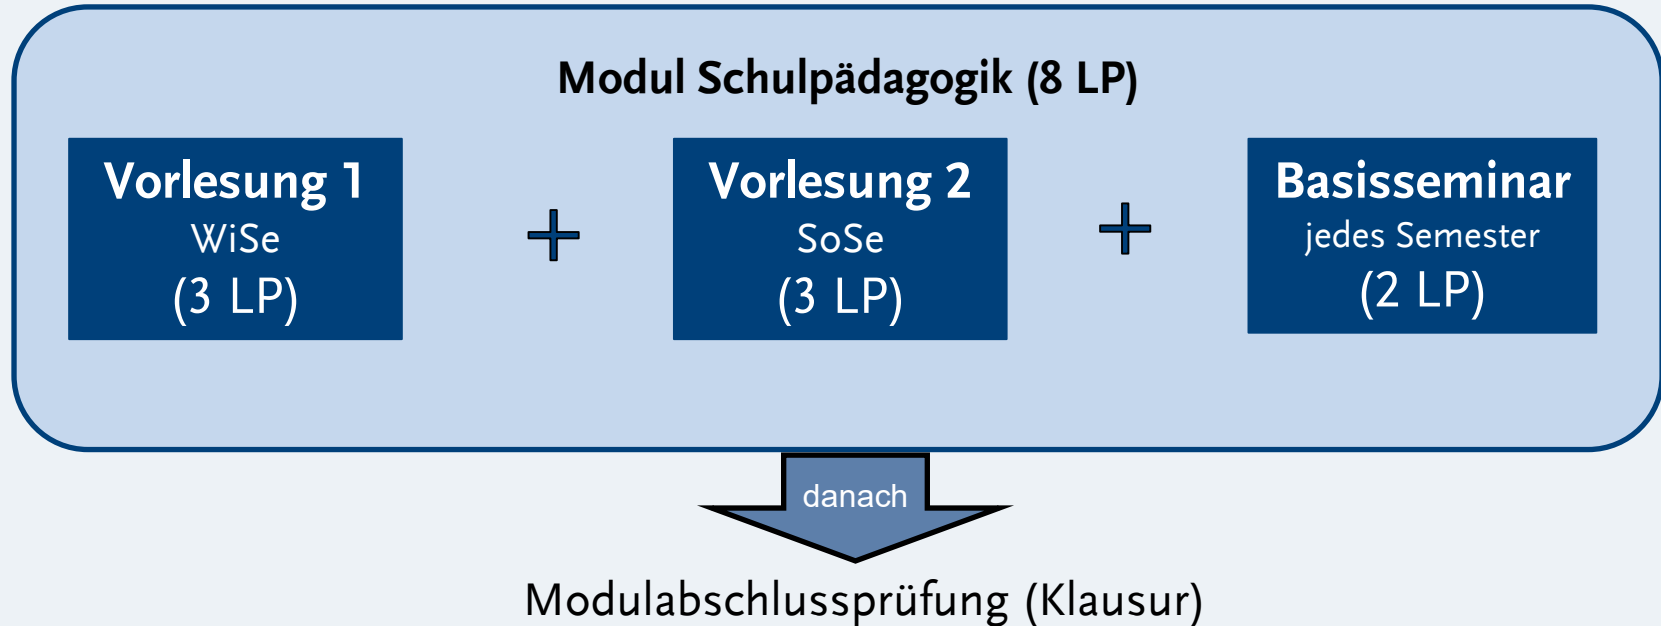 Modul Schulpädagogik (8 LP)
Vorlesung 1
WiSe
(3 LP)
+
Vorlesung 2
SoSe
(3 LP)
+
Basisseminar
jedes Semester
(2 LP)
danach
Modulabschlussprüfung (Klausur)